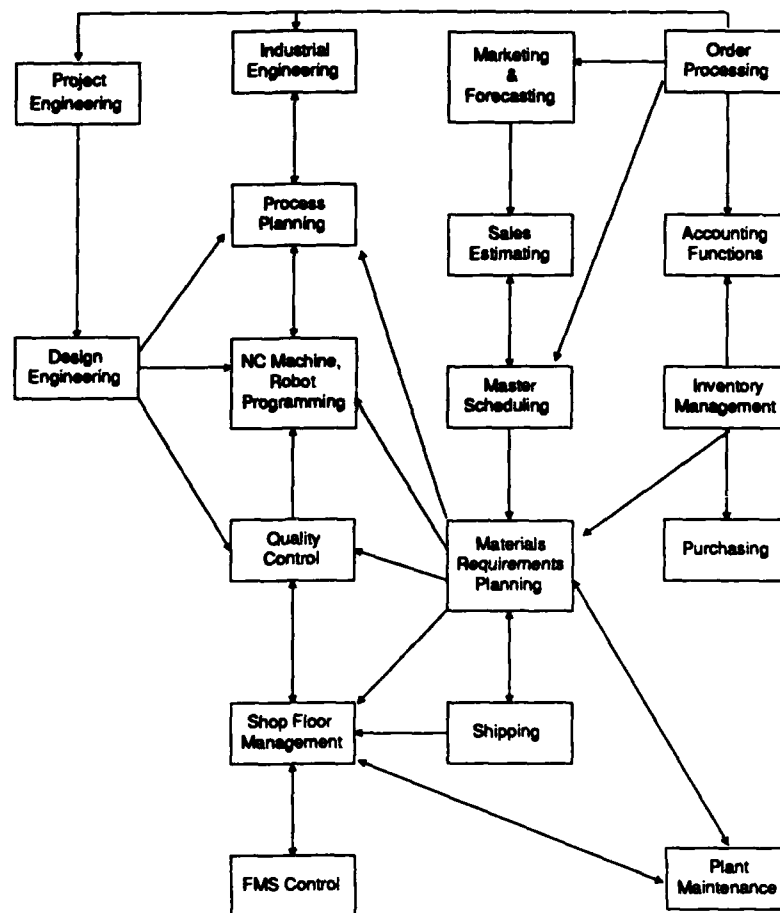 Industrial
Engineering
Marketing
&
Forecasting
Order
Processing
Project
Engineering
Process
Planning
Sales
Estimating
Accounting
Functions
Design
Engineering
NC Machine,
Robot
Programming
Master
Scheduling
Inventory
Management
Quality
Control
Materials
Requirements
Planning
Purchasing
Shop Floor
Management
Shipping
FMS Control
Plant
Maintenance